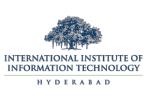 INTERNATIONAL INSTITUTE OF
INFORMATION TECHNOLOGY
HYDERABAD